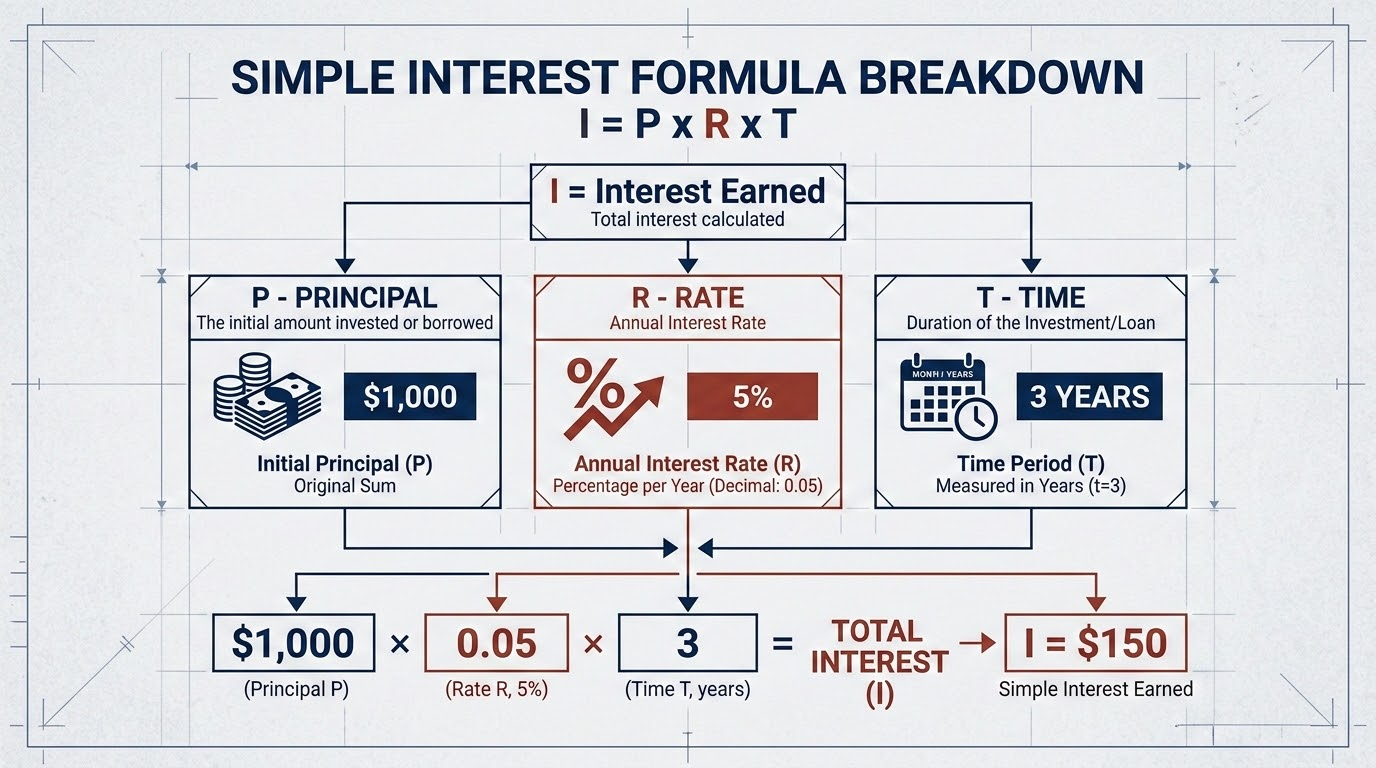 SIMPLE INTEREST FORMULA BREAKDOWN
I = P x R x T
I = Interest Earned
Total interest calculated
P - PRINCIPAL
The initial amount invested or borrowed
$1,000
Initial Principal (P)
Original Sum
R - RATE
Annual Interest Rate
%
5%
Annual Interest Rate (R)
Percentage per Year (Decimal: 0.05)
T - TIME
Duration of the Investment/Loan
MONH / YEARS
3 YEARS
Time Period (T)
Measured in Years (t=3)
$1,000 × 0.05 × 3 = TOTAL
INTEREST
(I)
I = $150
(Principal P)
(Rate R, 5%)
(Time T, years)
Simple Interest Earned